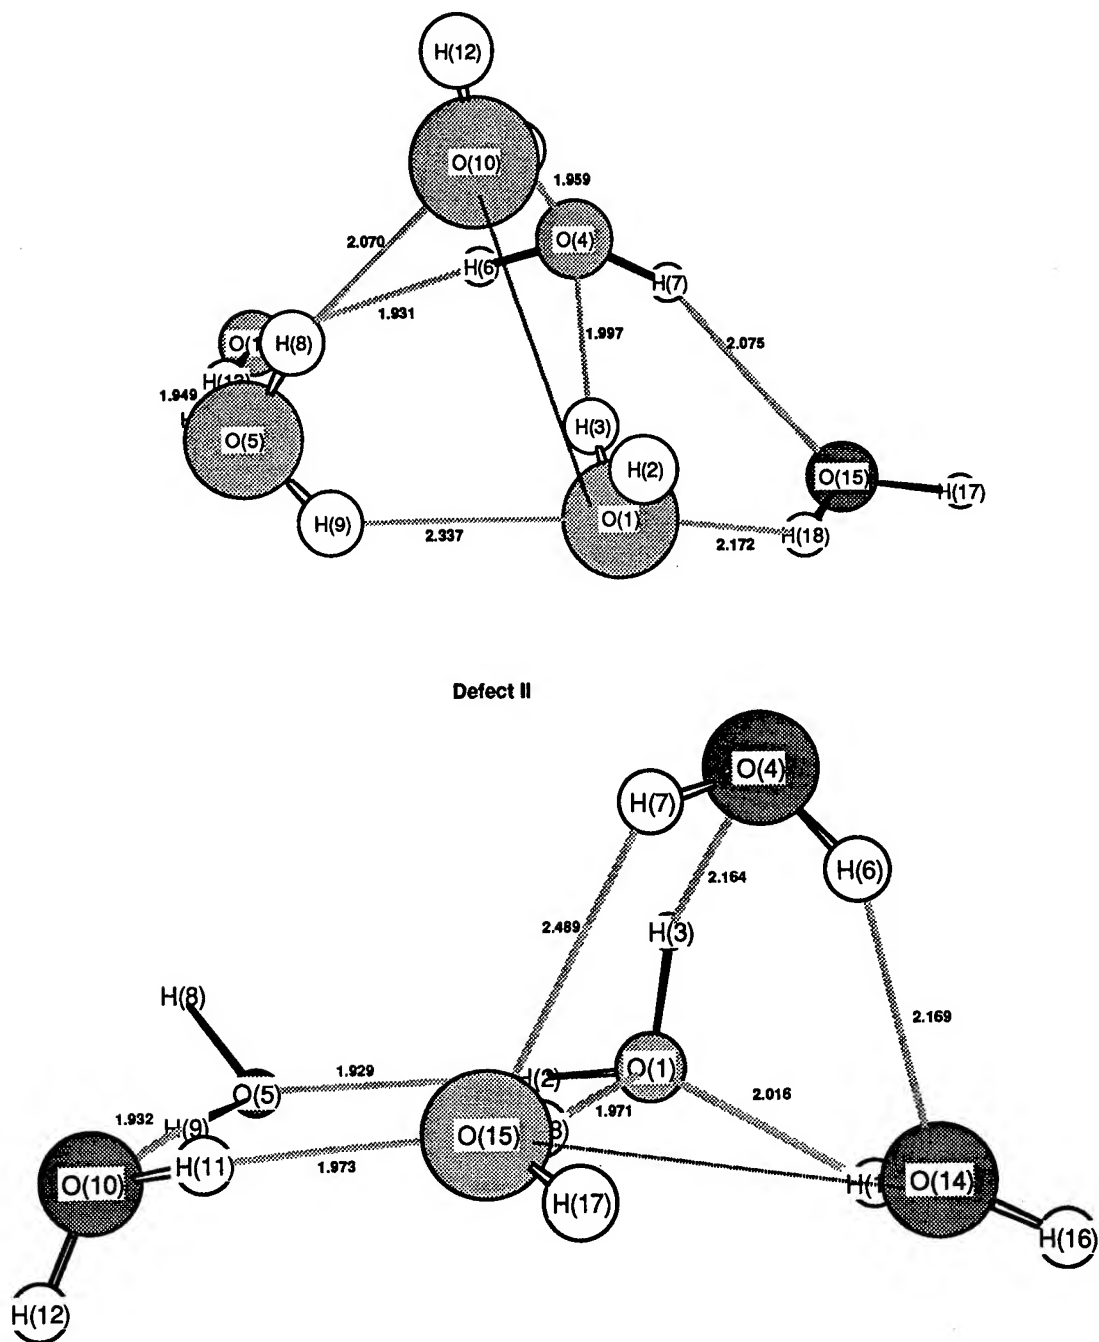 H(12)
O(10)
1.959
O(4)
2.070
H(6)
H(7)
1.931
1.997
2.075
H(8)
1.949
O(5)
H(3)
H(2)
O(15)
H(17)
H(9)
2.337
O(1)
2.172
H(18)
Defect II
O(4)
H(7)
H(6)
2.164
2.489
H(3)
H(8)
2.169
1.929
O(1)
O(5)
2.016
1.932
H(9)
1.971
O(15)
H(11)
1.973
O(10)
O(14)
H(17)
H(16)
H(12)